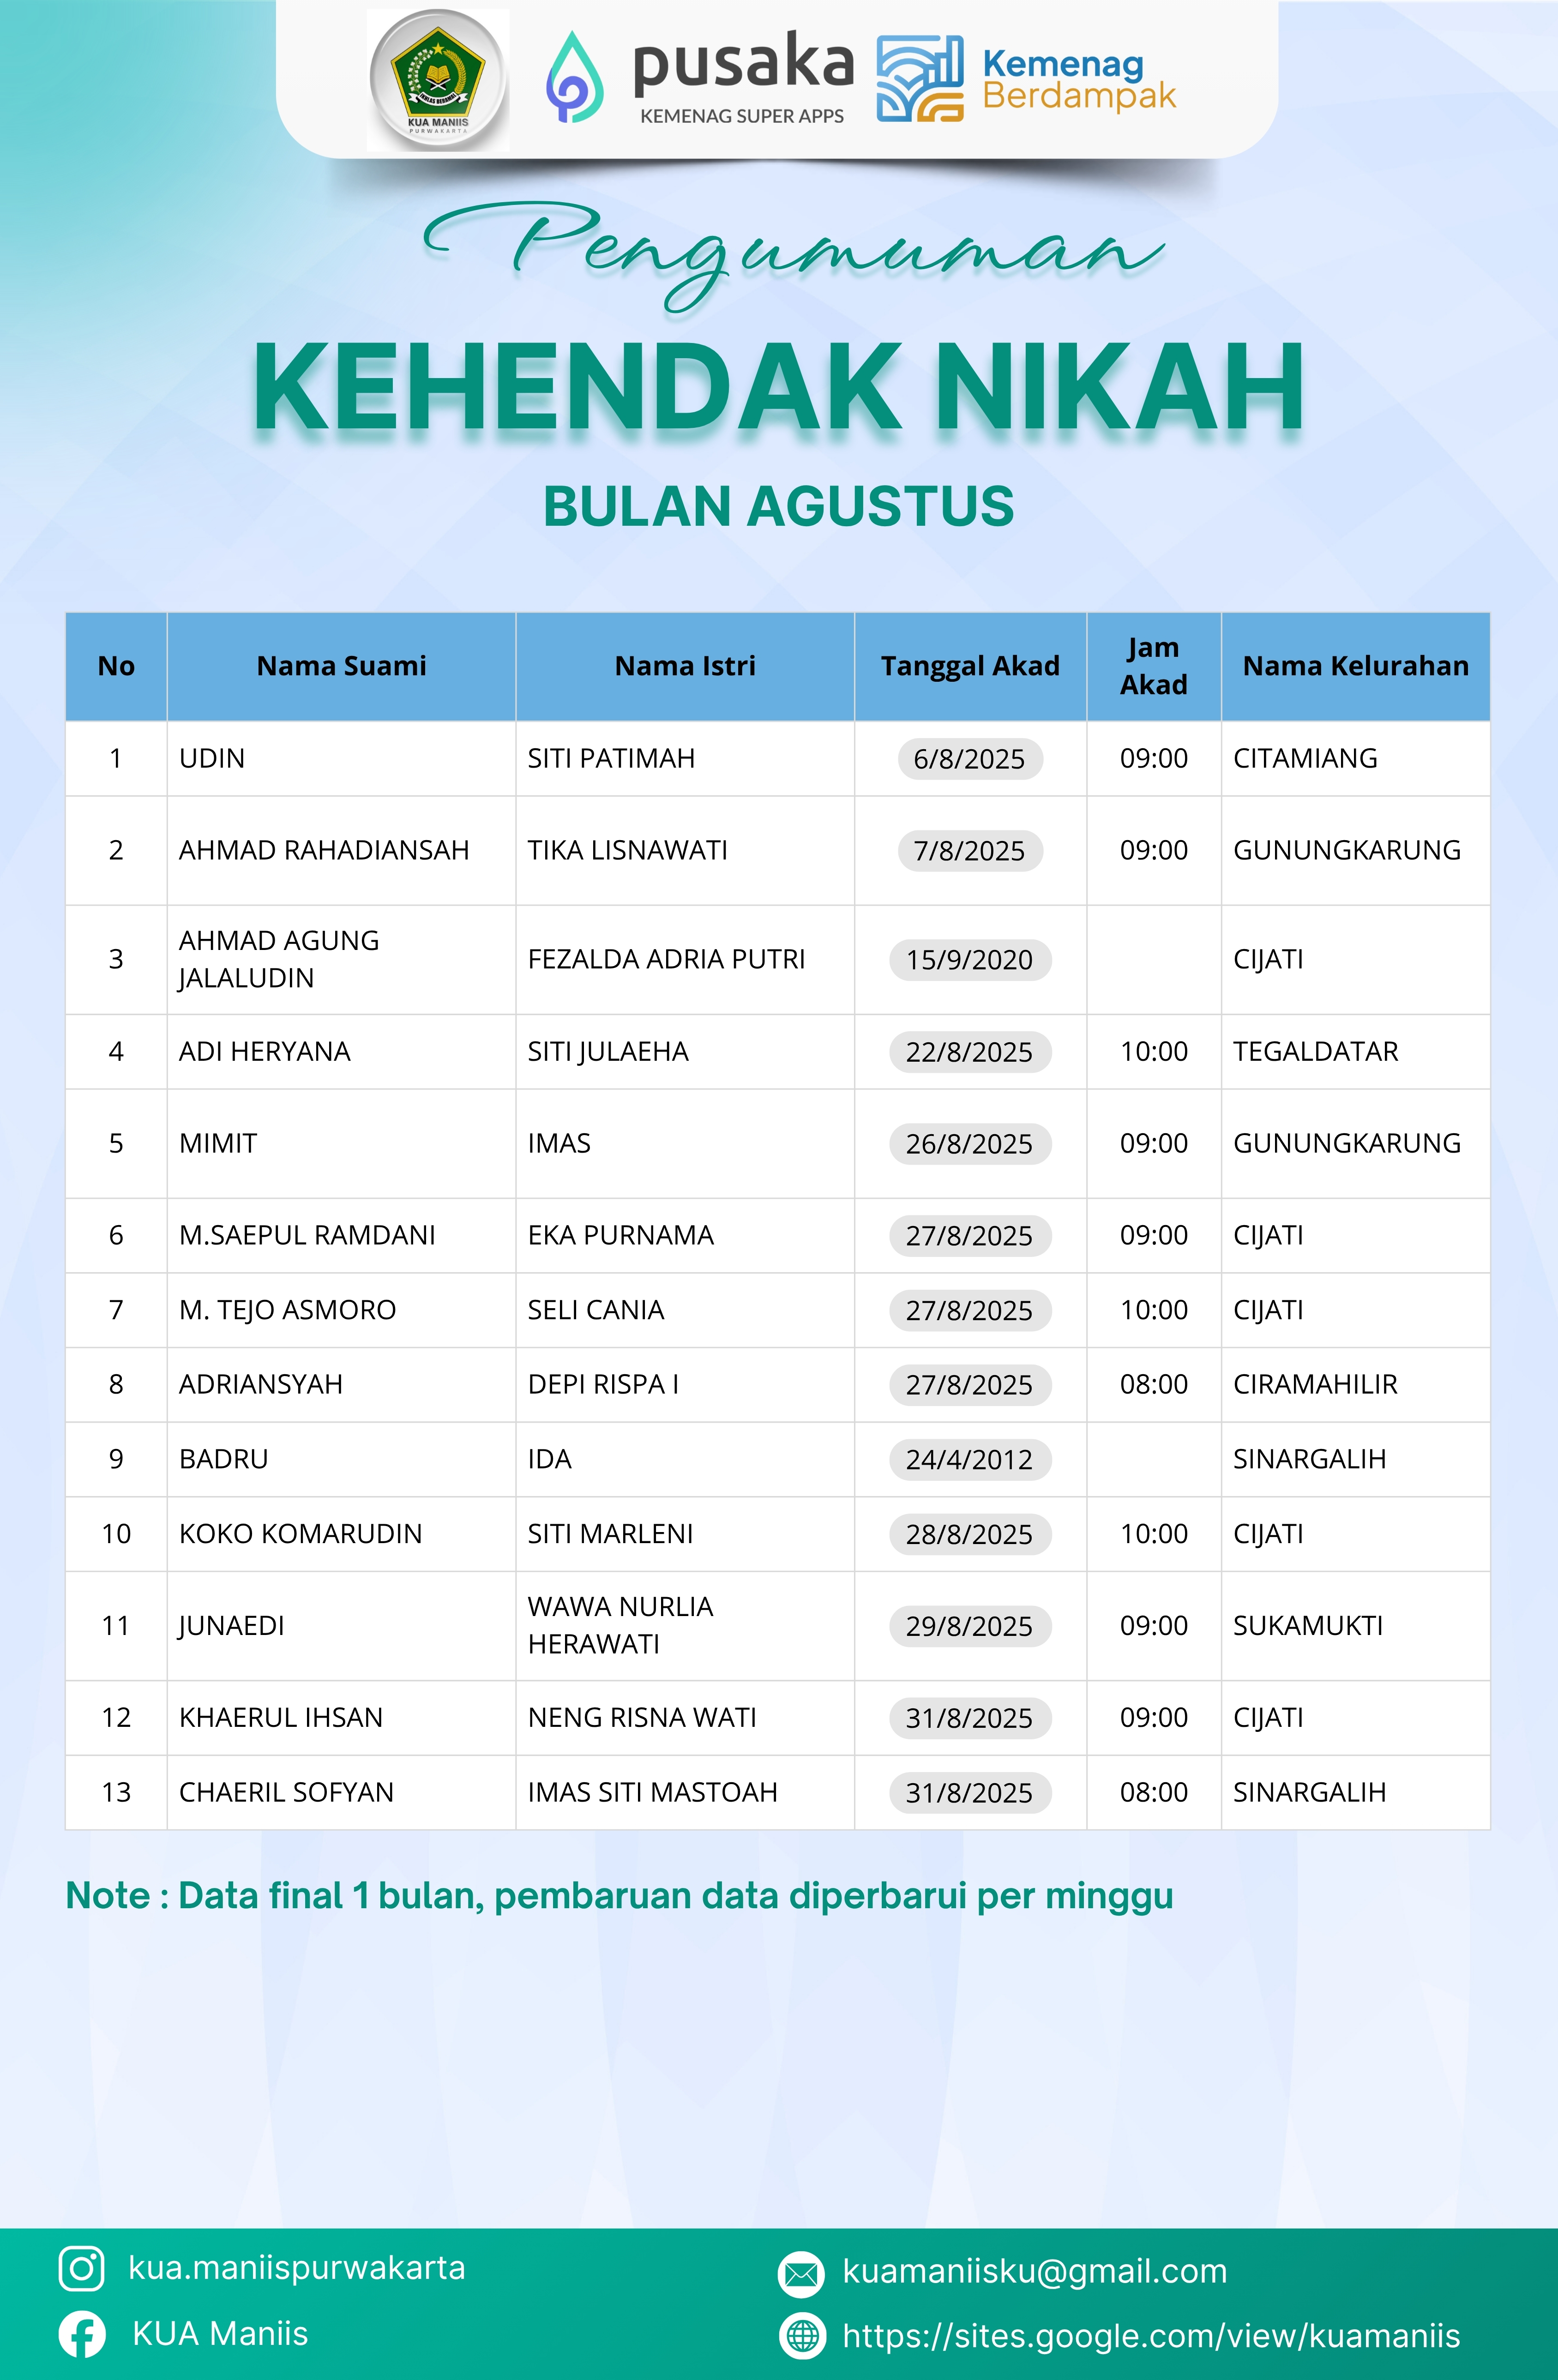 IKHLAS BERAMAL
KUA MANIIS
PURWAKARTA
pusaka
KEMENAG SUPER APPS
Kemenag
Berdampak
Pengumuman
KEHENDAK NIKAH
BULAN AGUSTUS
No Nama Suami Nama Istri Tanggal Akad Jam Akad Nama Kelurahan
1 UDIN SITI PATIMAH 6/8/2025 09:00 CITAMIANG
2 AHMAD RAHADIANSAH TIKA LISNAWATI 7/8/2025 09:00 GUNUNGKARUNG
3 AHMAD AGUNG JALALUDIN FEZALDA ADRIA PUTRI 15/9/2020 CIJATI
4 ADI HERYANA SITI JULAEHA 22/8/2025 10:00 TEGALDATAR
5 MIMIT IMAS 26/8/2025 09:00 GUNUNGKARUNG
6 M.SAEPUL RAMDANI EKA PURNAMA 27/8/2025 09:00 CIJATI
7 M. TEJO ASMORO SELI CANIA 27/8/2025 10:00 CIJATI
8 ADRIANSYAH DEPI RISPA I 27/8/2025 08:00 CIRAMAHILIR
9 BADRU IDA 24/4/2012 SINARGALIH
10 KOKO KOMARUDIN SITI MARLENI 28/8/2025 10:00 CIJATI
11 JUNAEDI WAWA NURLIA HERAWATI 29/8/2025 09:00 SUKAMUKTI
12 KHAERUL IHSAN NENG RISNA WATI 31/8/2025 09:00 CIJATI
13 CHAERIL SOFYAN IMAS SITI MASTOAH 31/8/2025 08:00 SINARGALIH
Note : Data final 1 bulan, pembaruan data diperbarui per minggu
kua.maniispurwakarta
KUA Maniis
kuamaniisku@gmail.com
https://sites.google.com/view/kuamaniis